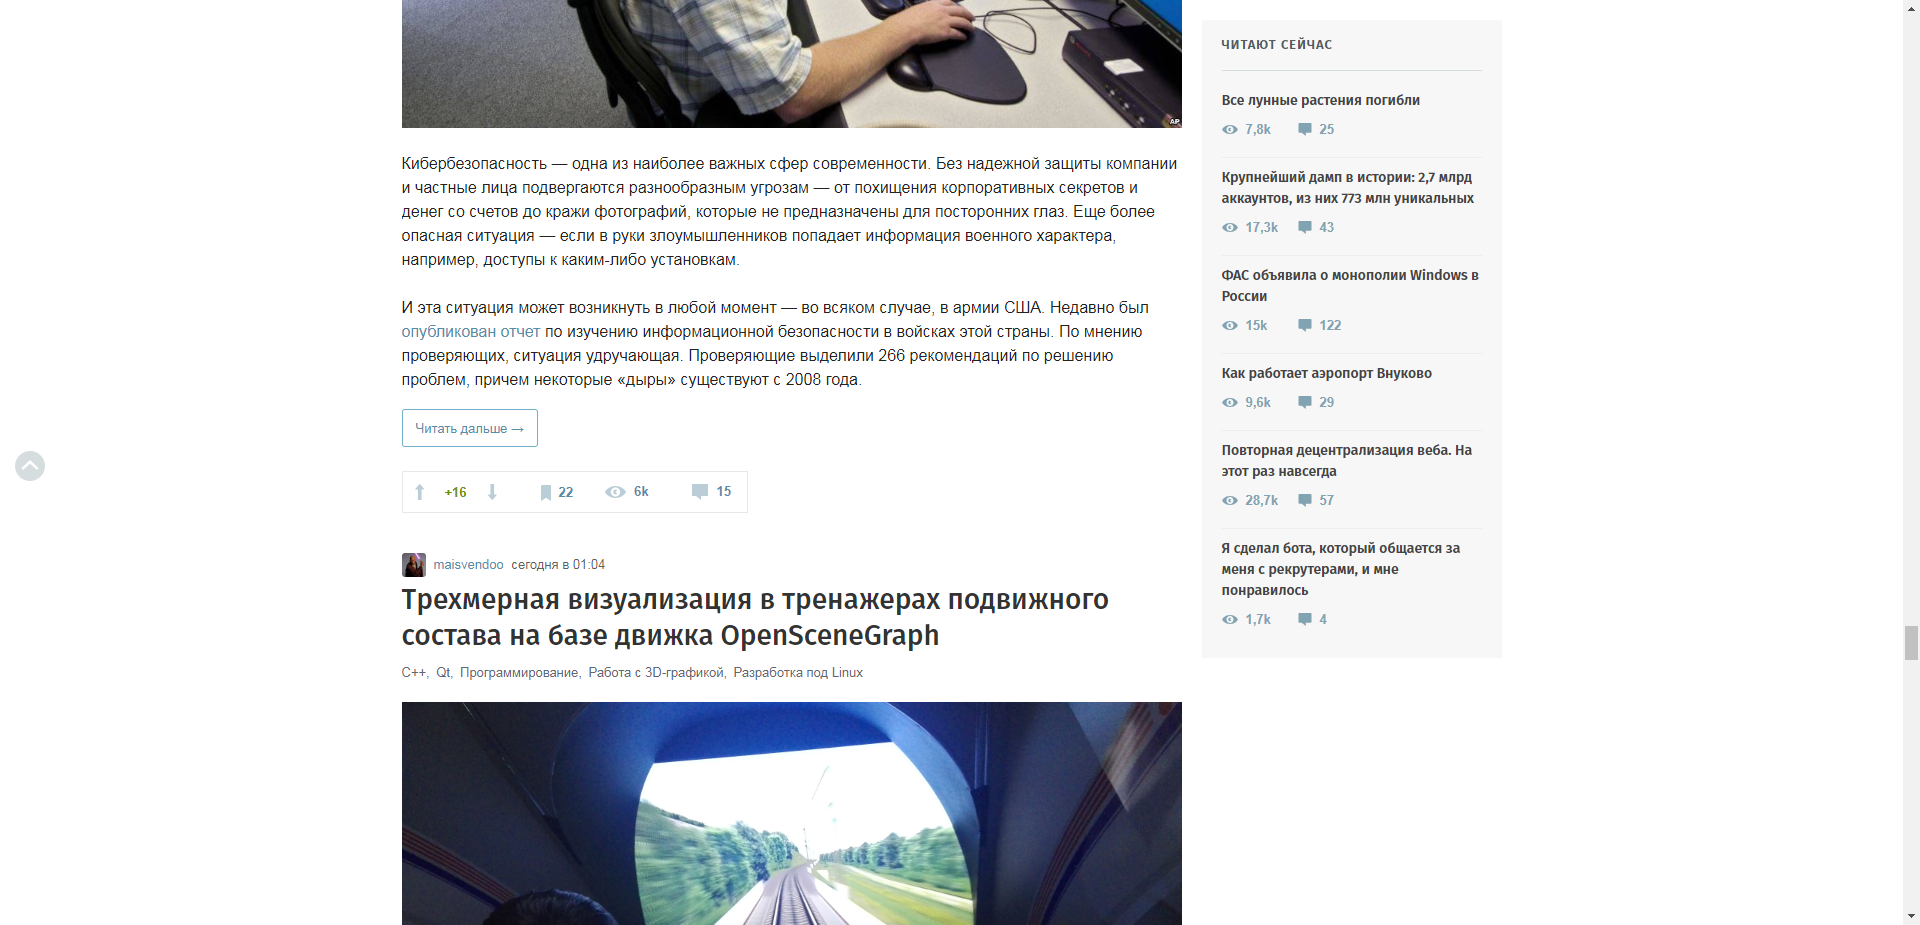 AP
Кибербезопасность — одна из наиболее важных сфер современности. Без надежной защиты компании
и частные лица подвергаются разнообразным угрозам — от похищения корпоративных секретов и
денег со счетов до кражи фотографий, которые не предназначены для посторонних глаз. Еще более
опасная ситуация — если в руки злоумышленников попадает информация военного характера,
например, доступы к каким-либо установкам.
И эта ситуация может возникнуть в любой момент — во всяком случае, в армии США. Недавно был
опубликован отчет по изучению информационной безопасности в войсках этой страны. По мнению
проверяющих, ситуация удручающая. Проверяющие выделили 266 рекомендаций по решению
проблем, причем некоторые «дыры» существуют с 2008 года.
Читать дальше →
+16 22 6k 15
maisvendoo сегодня в 01:04
Трехмерная визуализация в тренажерах подвижного
состава на базе движка OpenSceneGraph
C++, Qt, Программирование, Работа с 3D-графикой, Разработка под Linux
ЧИТАЮТ СЕЙЧАС
Все лунные растения погибли
7,8k 25
Крупнейший дамп в истории: 2,7 млрд
аккаунтов, из них 773 млн уникальных
17,3k 43
ФАС объявила о монополии Windows в
России
15k 122
Как работает аэропорт Внуково
9,6k 29
Повторная децентрализация веба. На
этот раз навсегда
28,7k 57
Я сделал бота, который общается за
меня с рекрутерами, и мне
понравилось
1,7k 4